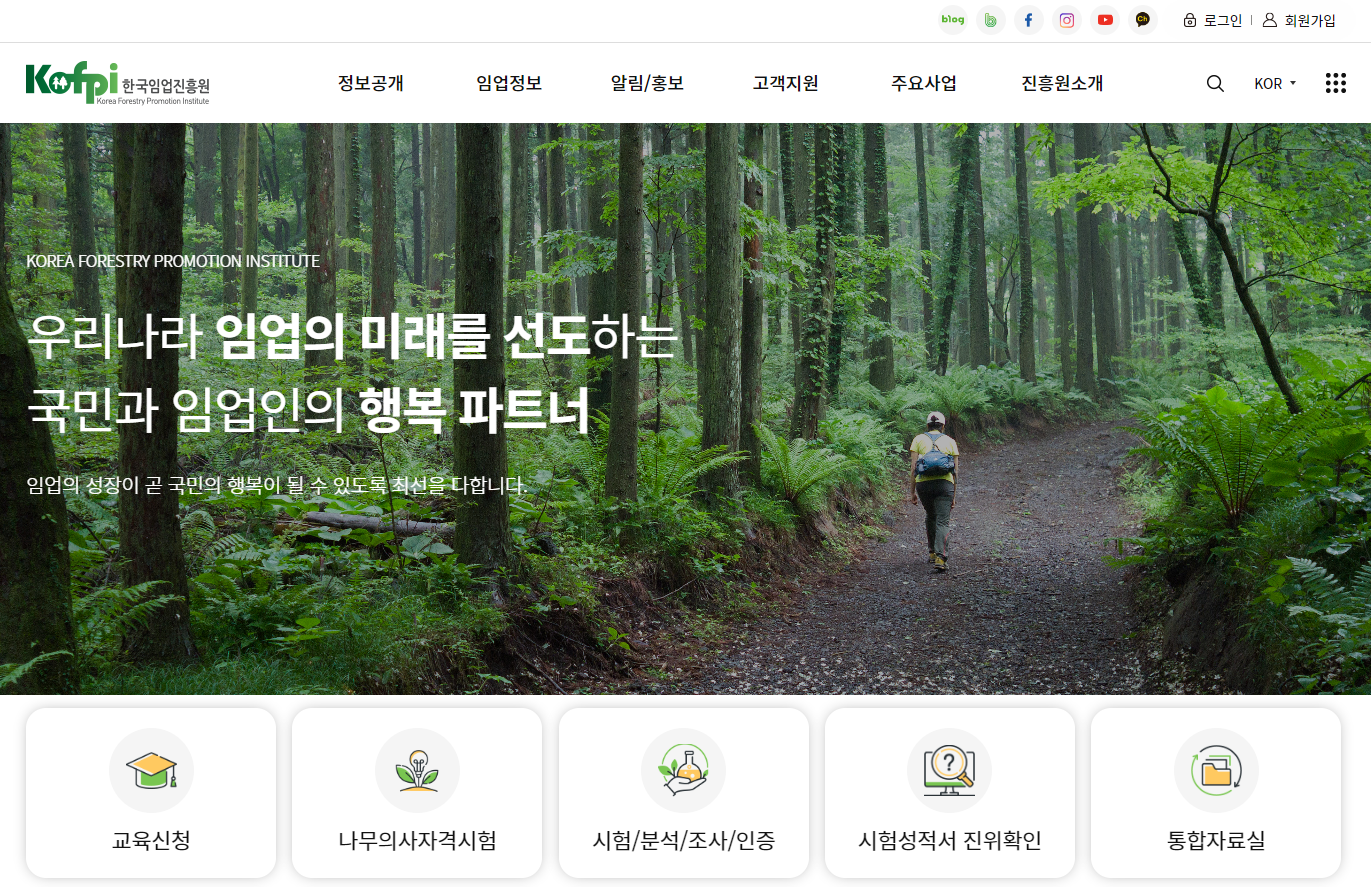 blog
Ch
로그인
회원가입
Kofpi 한국임업진흥원
Korea Forestry Promotion Institute
정보공개
임업정보
알림/홍보
고객지원
주요사업
진흥원소개
KOR
KOREA FORESTRY PROMOTION INSTITUTE
우리나라 임업의 미래를 선도하는
국민과 임업인의 행복 파트너
임업의 성장이 곧 국민의 행복이 될 수 있도록 최선을 다합니다.
교육신청
나무의사자격시험
시험/분석/조사/인증
시험성적서 진위확인
통합자료실